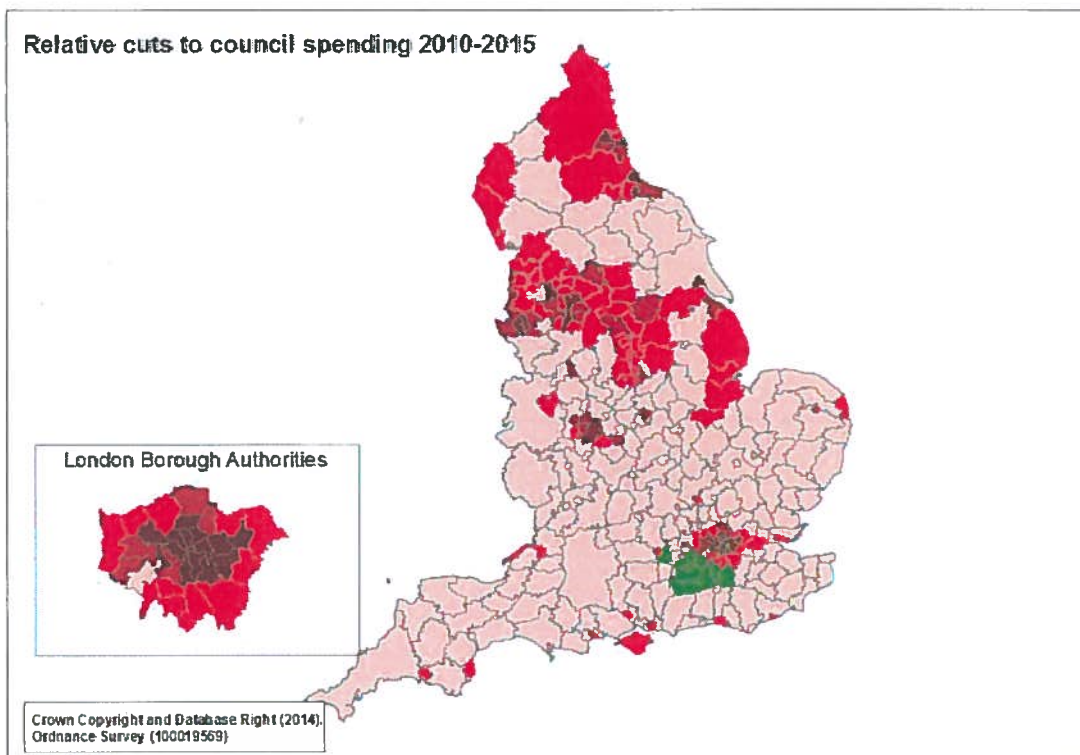 Relative cuts to council spending 2010-2015
London Borough Authorities
Crown Copyright and Database Right (2014).
Ordnance Survey (100019569)